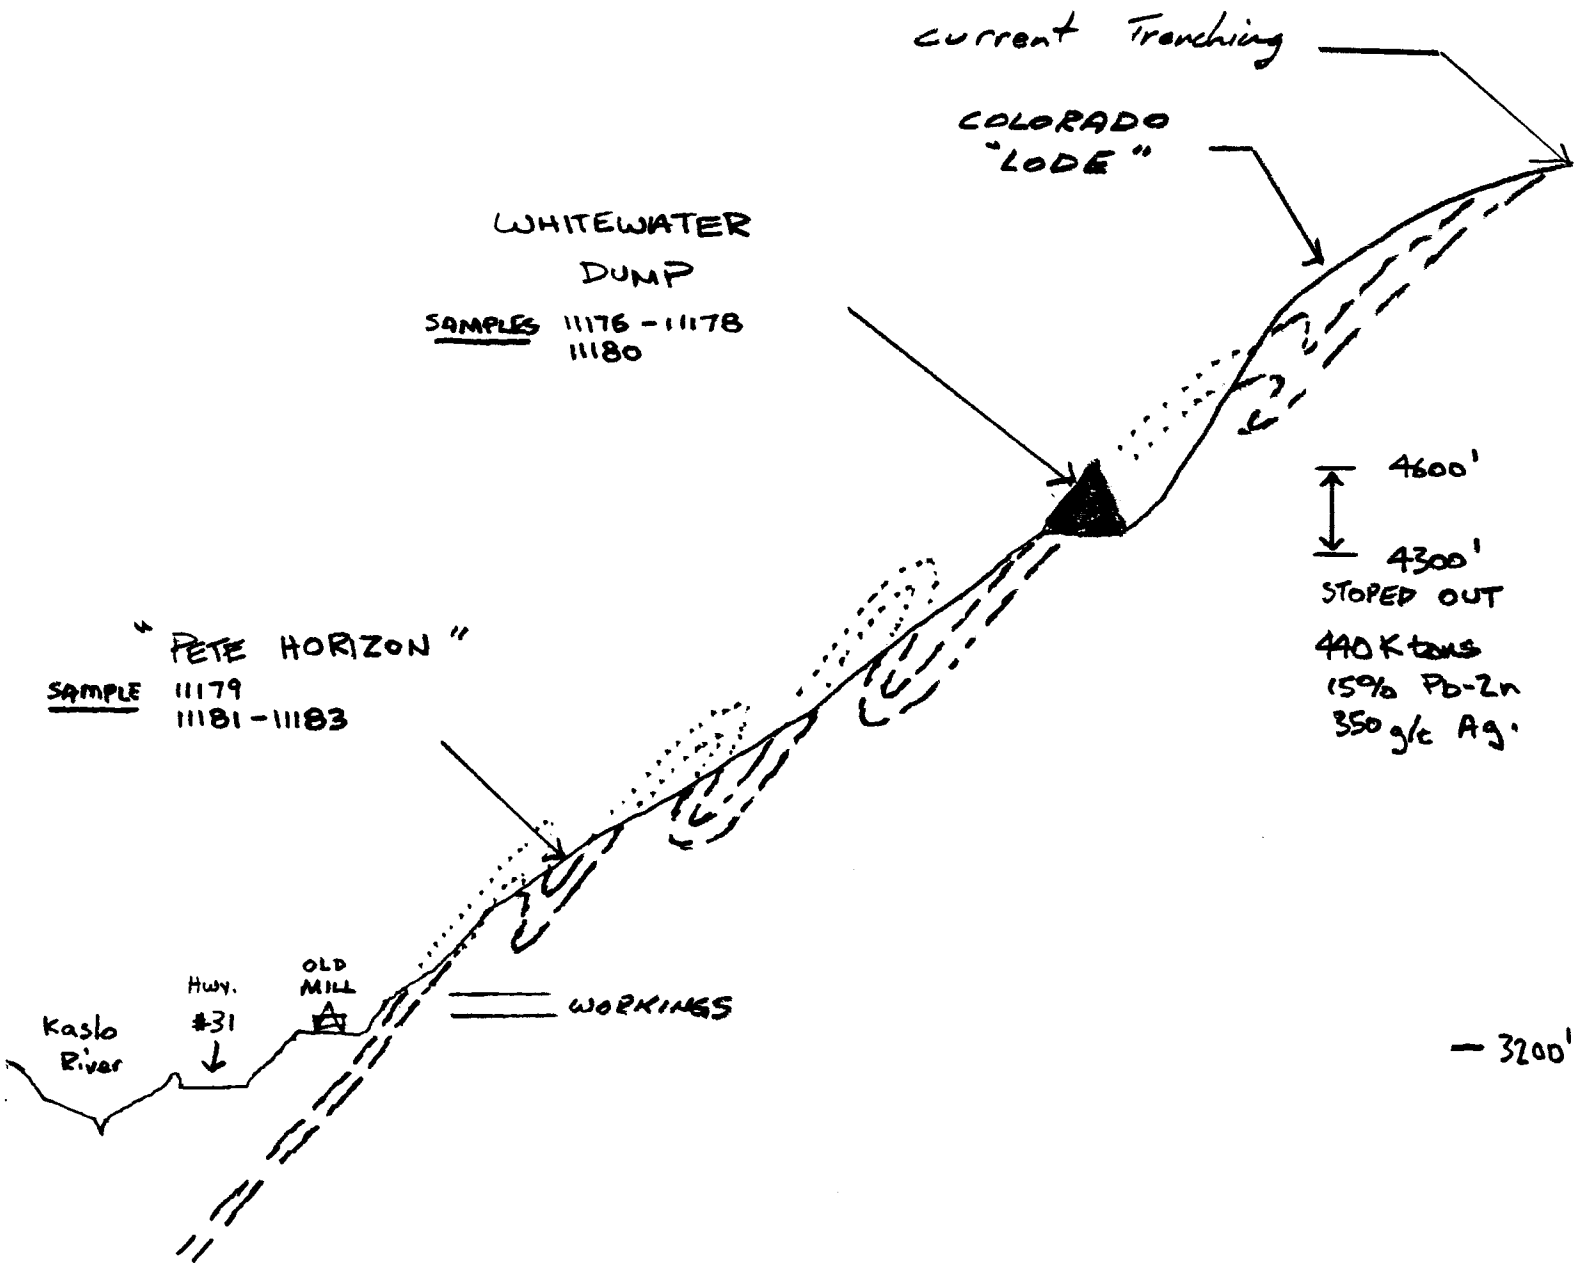 current Trenching
COLORADO
"LODE"
WHITEWATER
DUMP
SAMPLES 11176 - 11178
11180
4600'
4300'
STOPED OUT
440 K tons
15% Pb-Zn
350 g/t Ag.
"PETE HORIZON"
SAMPLE 11179
11181 - 11183
OLD
MILL
Hwy.
#31
Kaslo
River
WORKINGS
3200'